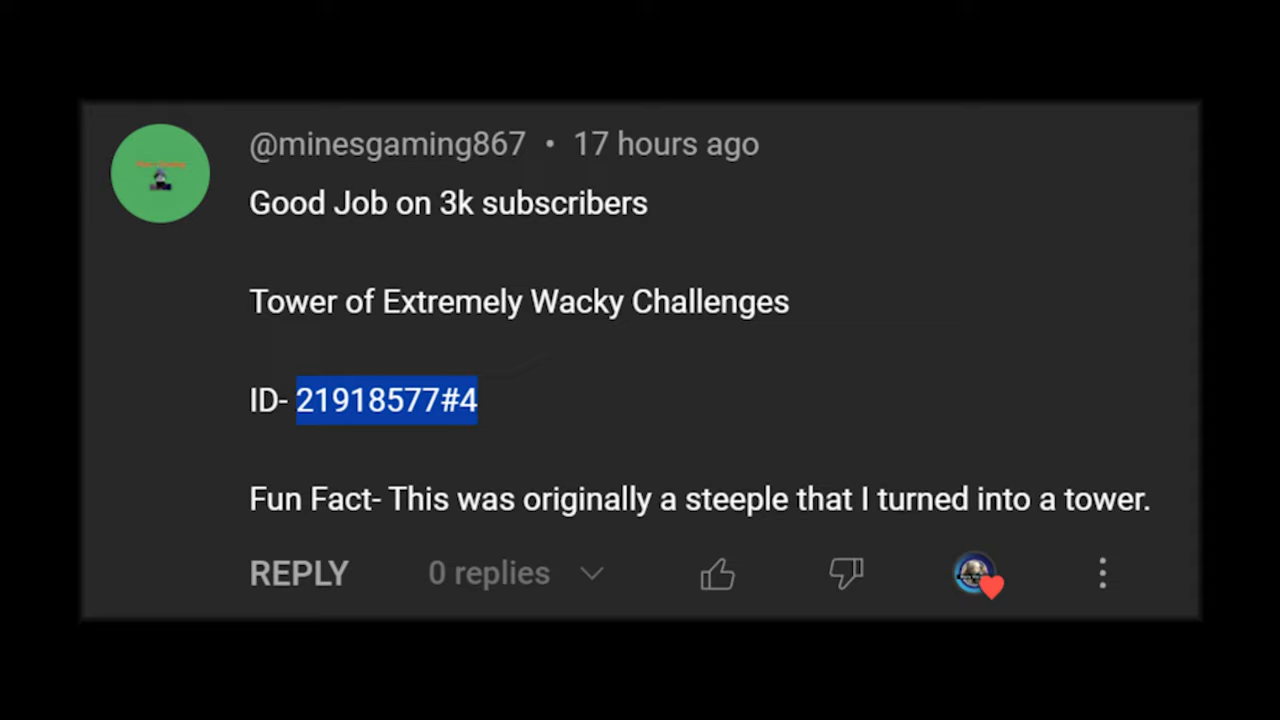 @minesgaming867 • 17 hours ago
Good Job on 3k subscribers
Tower of Extremely Wacky Challenges
ID- 21918577#4
Fun Fact- This was originally a steeple that I turned into a tower.
REPLY 0 replies